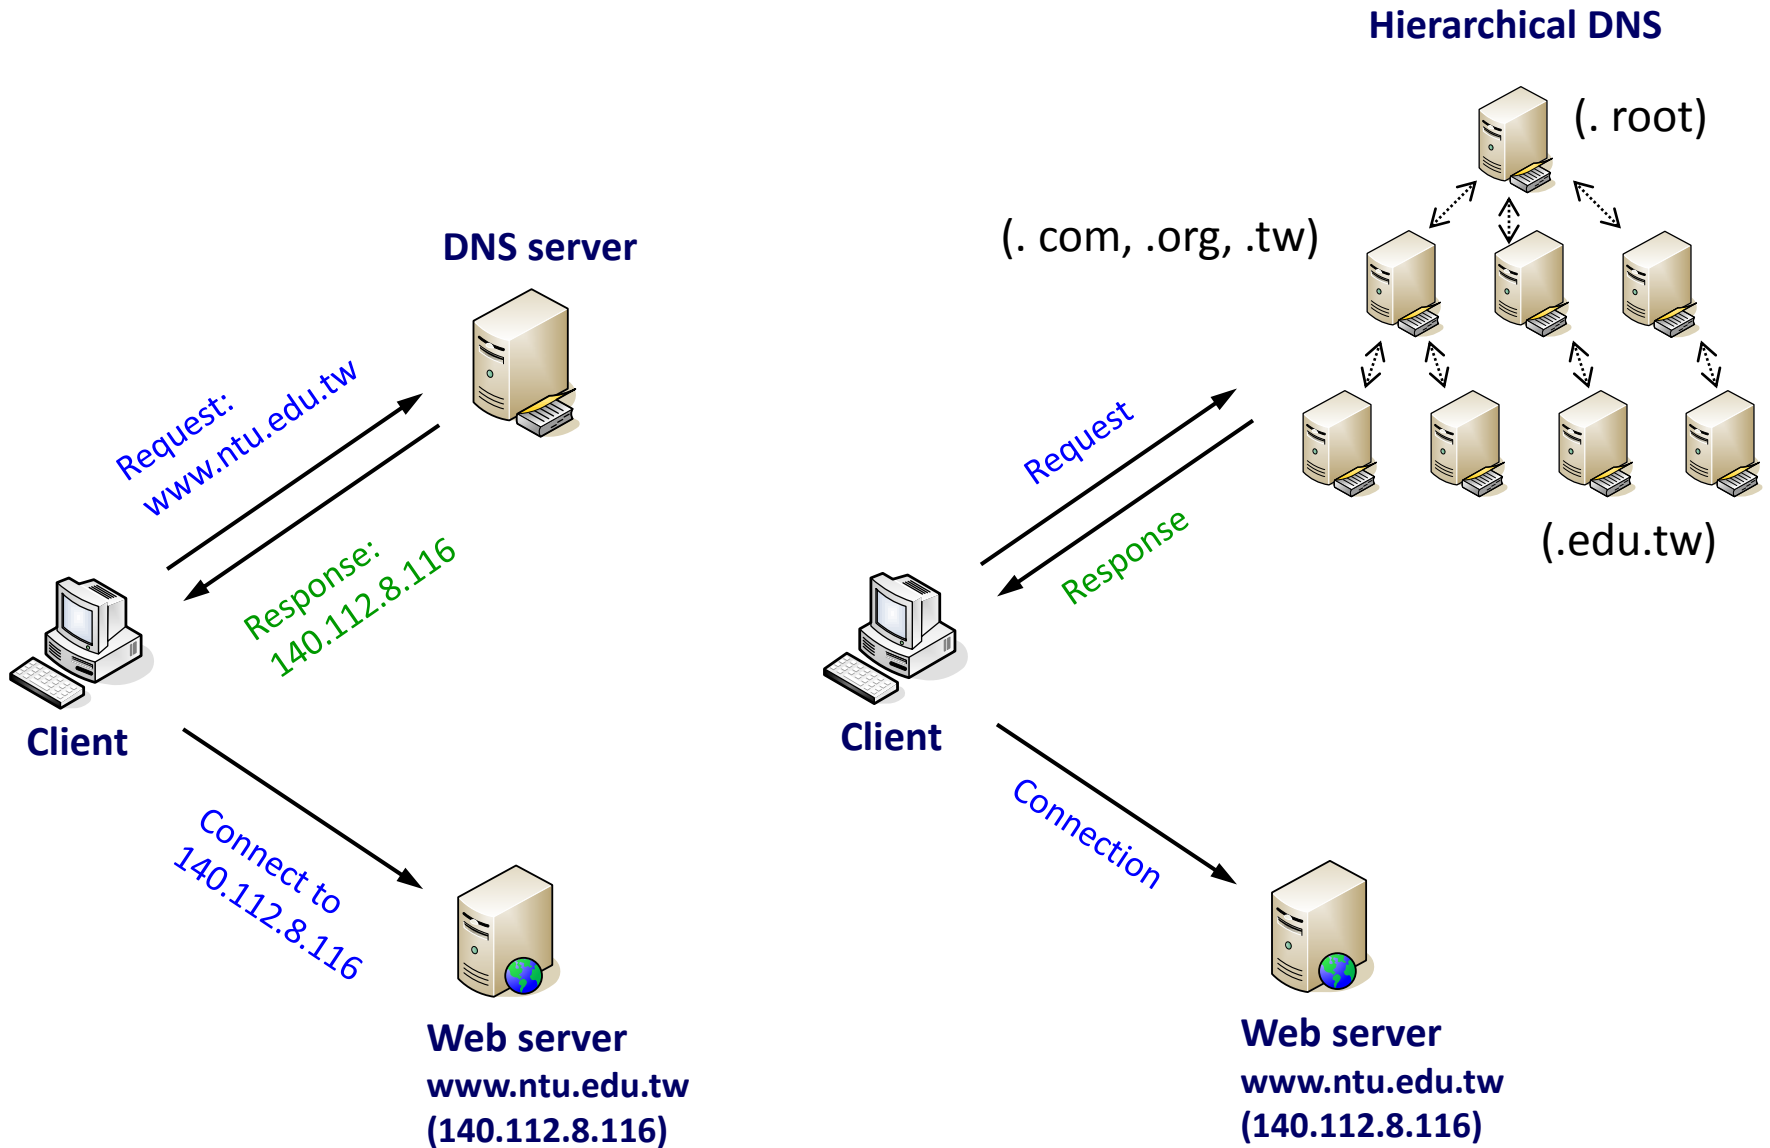 Hierarchical DNS
(. root)
(. com, .org, .tw)
(.edu.tw)
DNS server
Request:
www.ntu.edu.tw
Response:
140.112.8.116
Client
Connect to
140.112.8.116
Web server
www.ntu.edu.tw
(140.112.8.116)
Request
Response
Client
Connection
Web server
www.ntu.edu.tw
(140.112.8.116)